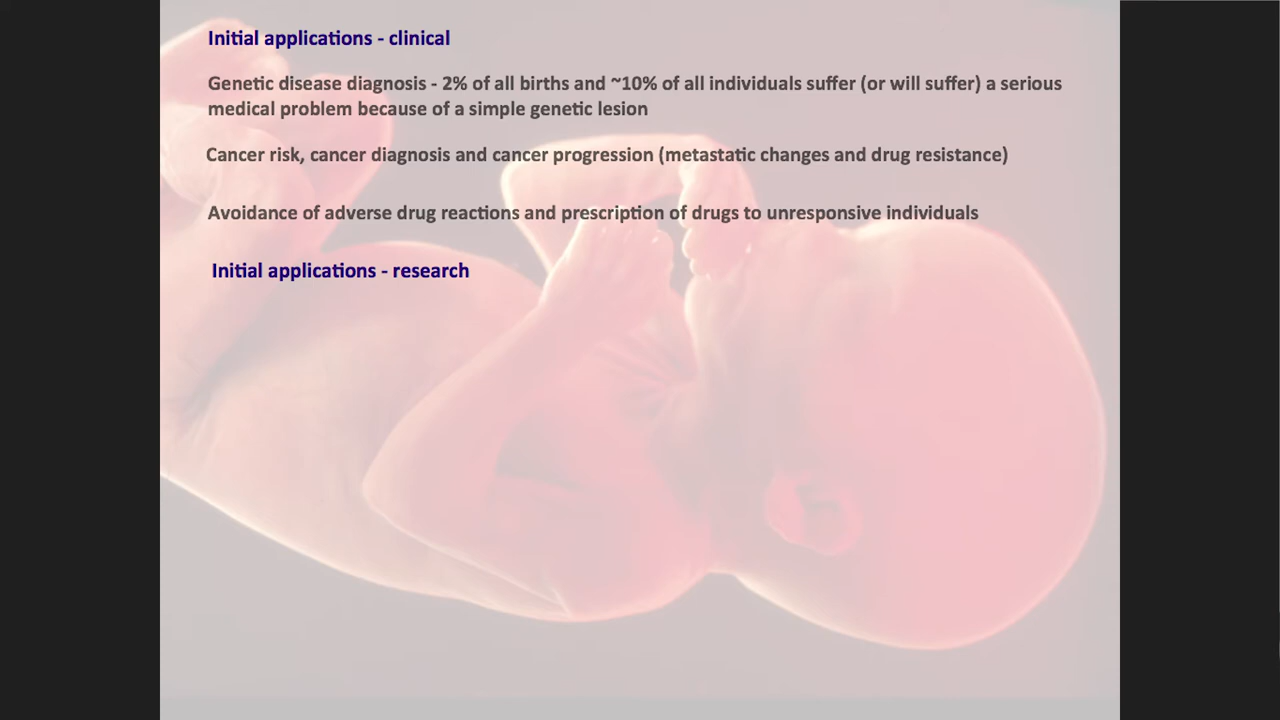 Initial applications - clinical
Genetic disease diagnosis - 2% of all births and ~10% of all individuals suffer (or will suffer) a serious
medical problem because of a simple genetic lesion
Cancer risk, cancer diagnosis and cancer progression (metastatic changes and drug resistance)
Avoidance of adverse drug reactions and prescription of drugs to unresponsive individuals
Initial applications - research